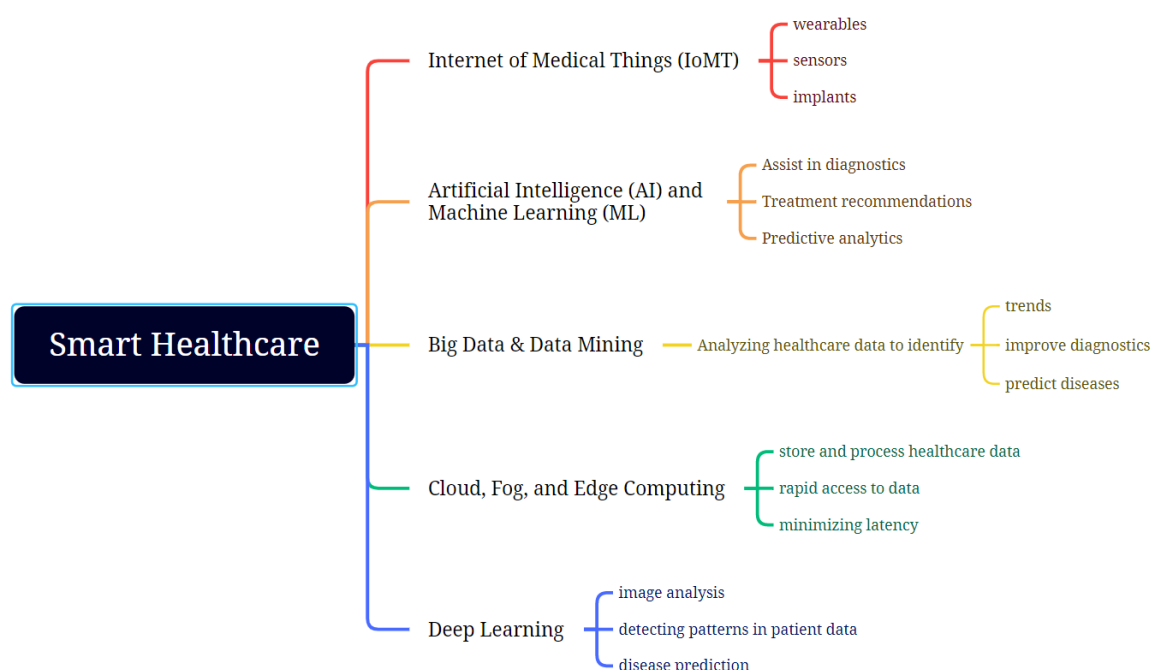 Smart Healthcare
Internet of Medical Things (IoMT)
wearables
sensors
implants
Artificial Intelligence (AI) and
Machine Learning (ML)
Assist in diagnostics
Treatment recommendations
Predictive analytics
Big Data & Data Mining
Analyzing healthcare data to identify
trends
improve diagnostics
predict diseases
Cloud, Fog, and Edge Computing
store and process healthcare data
rapid access to data
minimizing latency
Deep Learning
image analysis
detecting patterns in patient data
disease prediction